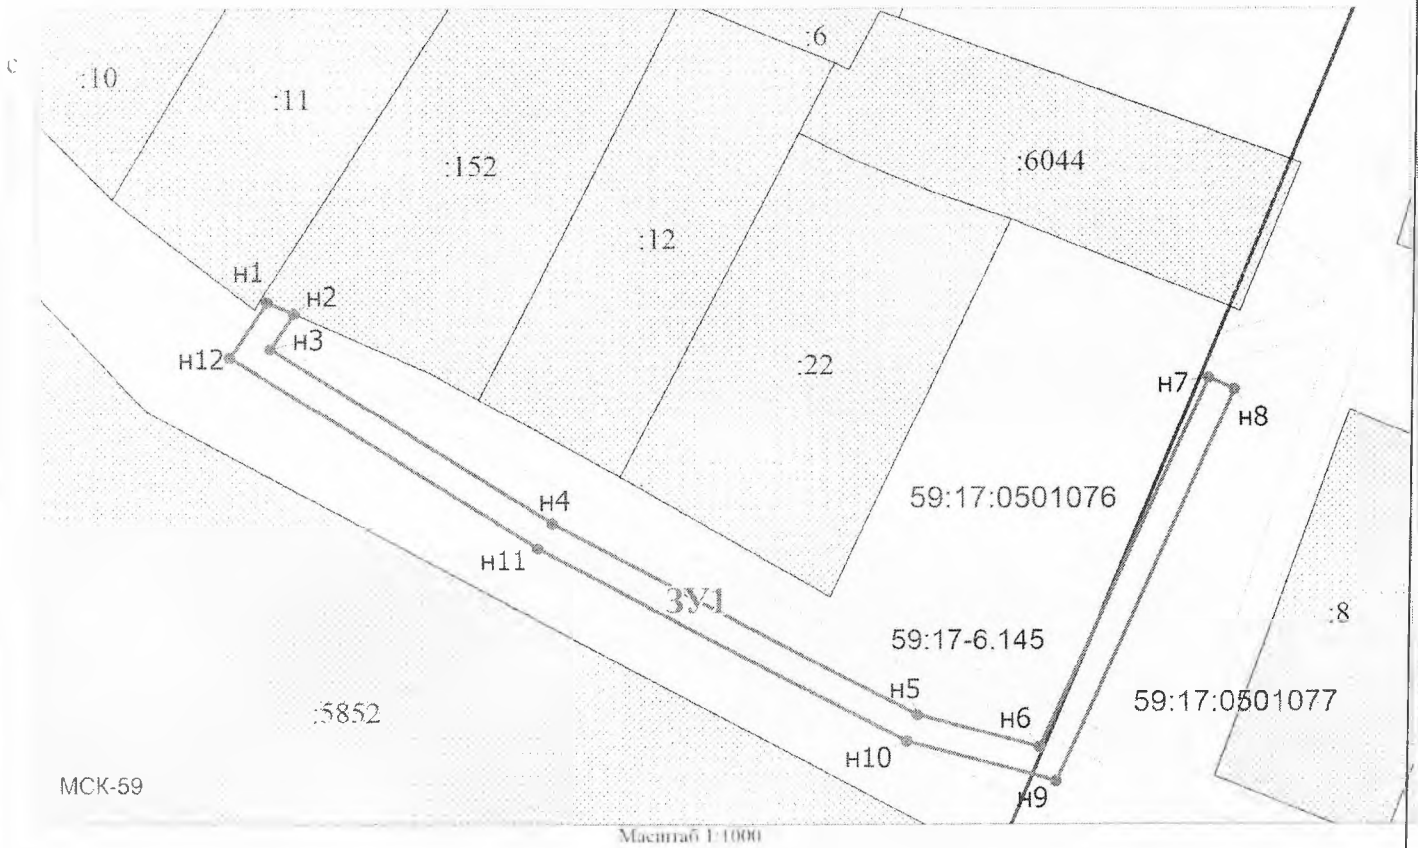 :6
с
:10
:11
:152
:6044
:12
н1
н2
н3
н12
:22
н7
н8
59:17:0501076
н4
н11
ЗУ1
:8
59:17-6.145
н5
59:17:0501077
:5852
н6
н10
МСК-59
н9
Масштаб 1:1000